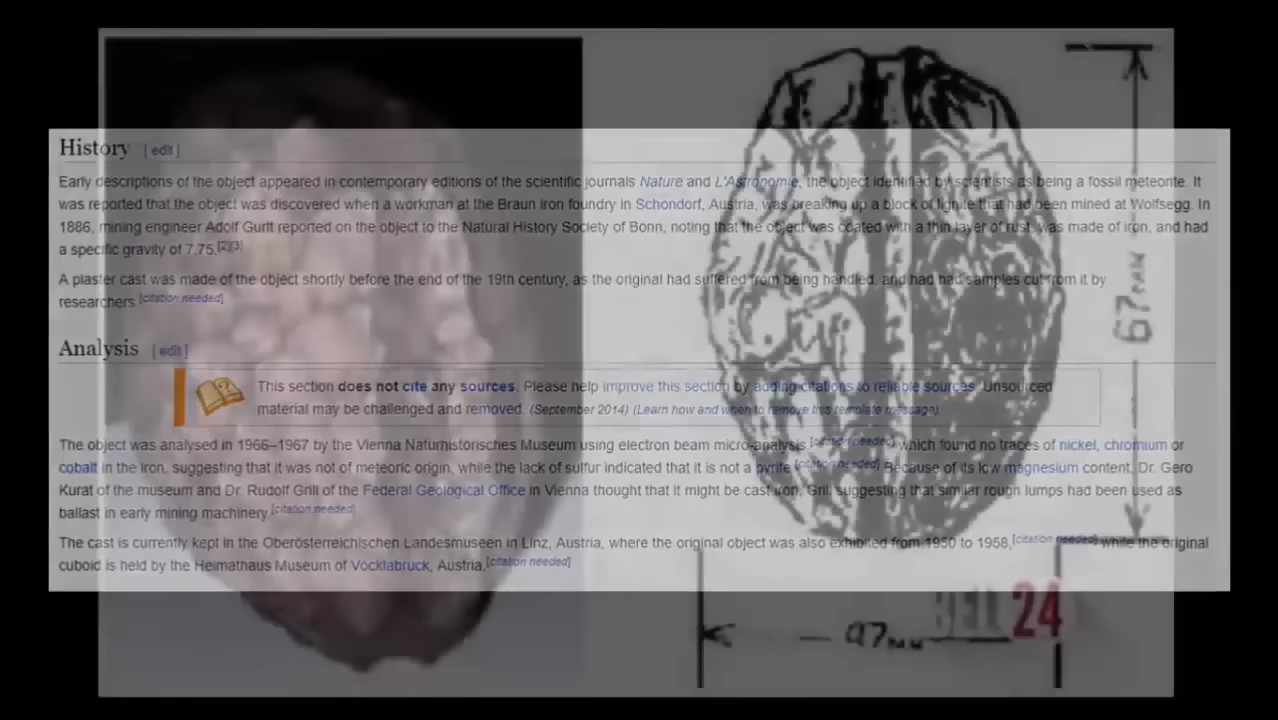 History [ edit ]
Early descriptions of the object appeared in contemporary editions of the scientific journals Nature and L'Astronomie, the object identified by scientists as being a fossil meteorite. It
was reported that the object was discovered when a workman at the Braun iron foundry in Schondorf, Austria, was breaking up a block of lignite that had been mined at Wolfsegg. In
1886, mining engineer Adolf Gurlt reported on the object to the Natural History Society of Bonn, noting that the object was coated with a thin layer of rust, was made of iron, and had
a specific gravity of 7.75.[2][3]
A plaster cast was made of the object shortly before the end of the 19th century, as the original had suffered from being handled, and had had samples cut from it by
researchers.[citation needed]
Analysis [ edit ]
This section does not cite any sources. Please help improve this section by adding citations to reliable sources. Unsourced
material may be challenged and removed. (September 2014) (Learn how and when to remove this template message)
The object was analysed in 1966–1967 by the Vienna Naturhistorisches Museum using electron beam micro-analysis,[citation needed] which found no traces of nickel, chromium or
cobalt in the iron, suggesting that it was not of meteoric origin, while the lack of sulfur indicated that it is not a pyrite.[citation needed] Because of its low magnesium content, Dr. Gero
Kurat of the museum and Dr. Rudolf Grill of the Federal Geological Office in Vienna thought that it might be cast iron, Grill suggesting that similar rough lumps had been used as
ballast in early mining machinery.[citation needed]
The cast is currently kept in the Oberösterreichischen Landesmuseen in Linz, Austria, where the original object was also exhibited from 1950 to 1958,[citation needed] while the original
cuboid is held by the Heimathaus Museum of Vöcklabruck, Austria.[citation needed]
67мм
24
97мм